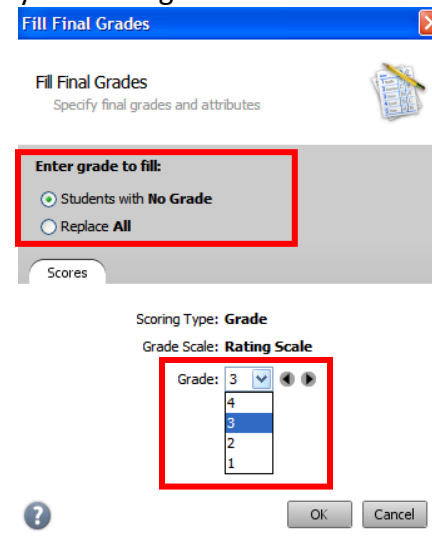 Fill Final Grades
Fill Final Grades
Specify final grades and attributes
Enter grade to fill:
Students with No Grade
Replace All
Scores
Scoring Type: Grade
Grade Scale: Rating Scale
Grade: 3
4
3
2
1
? OK Cancel